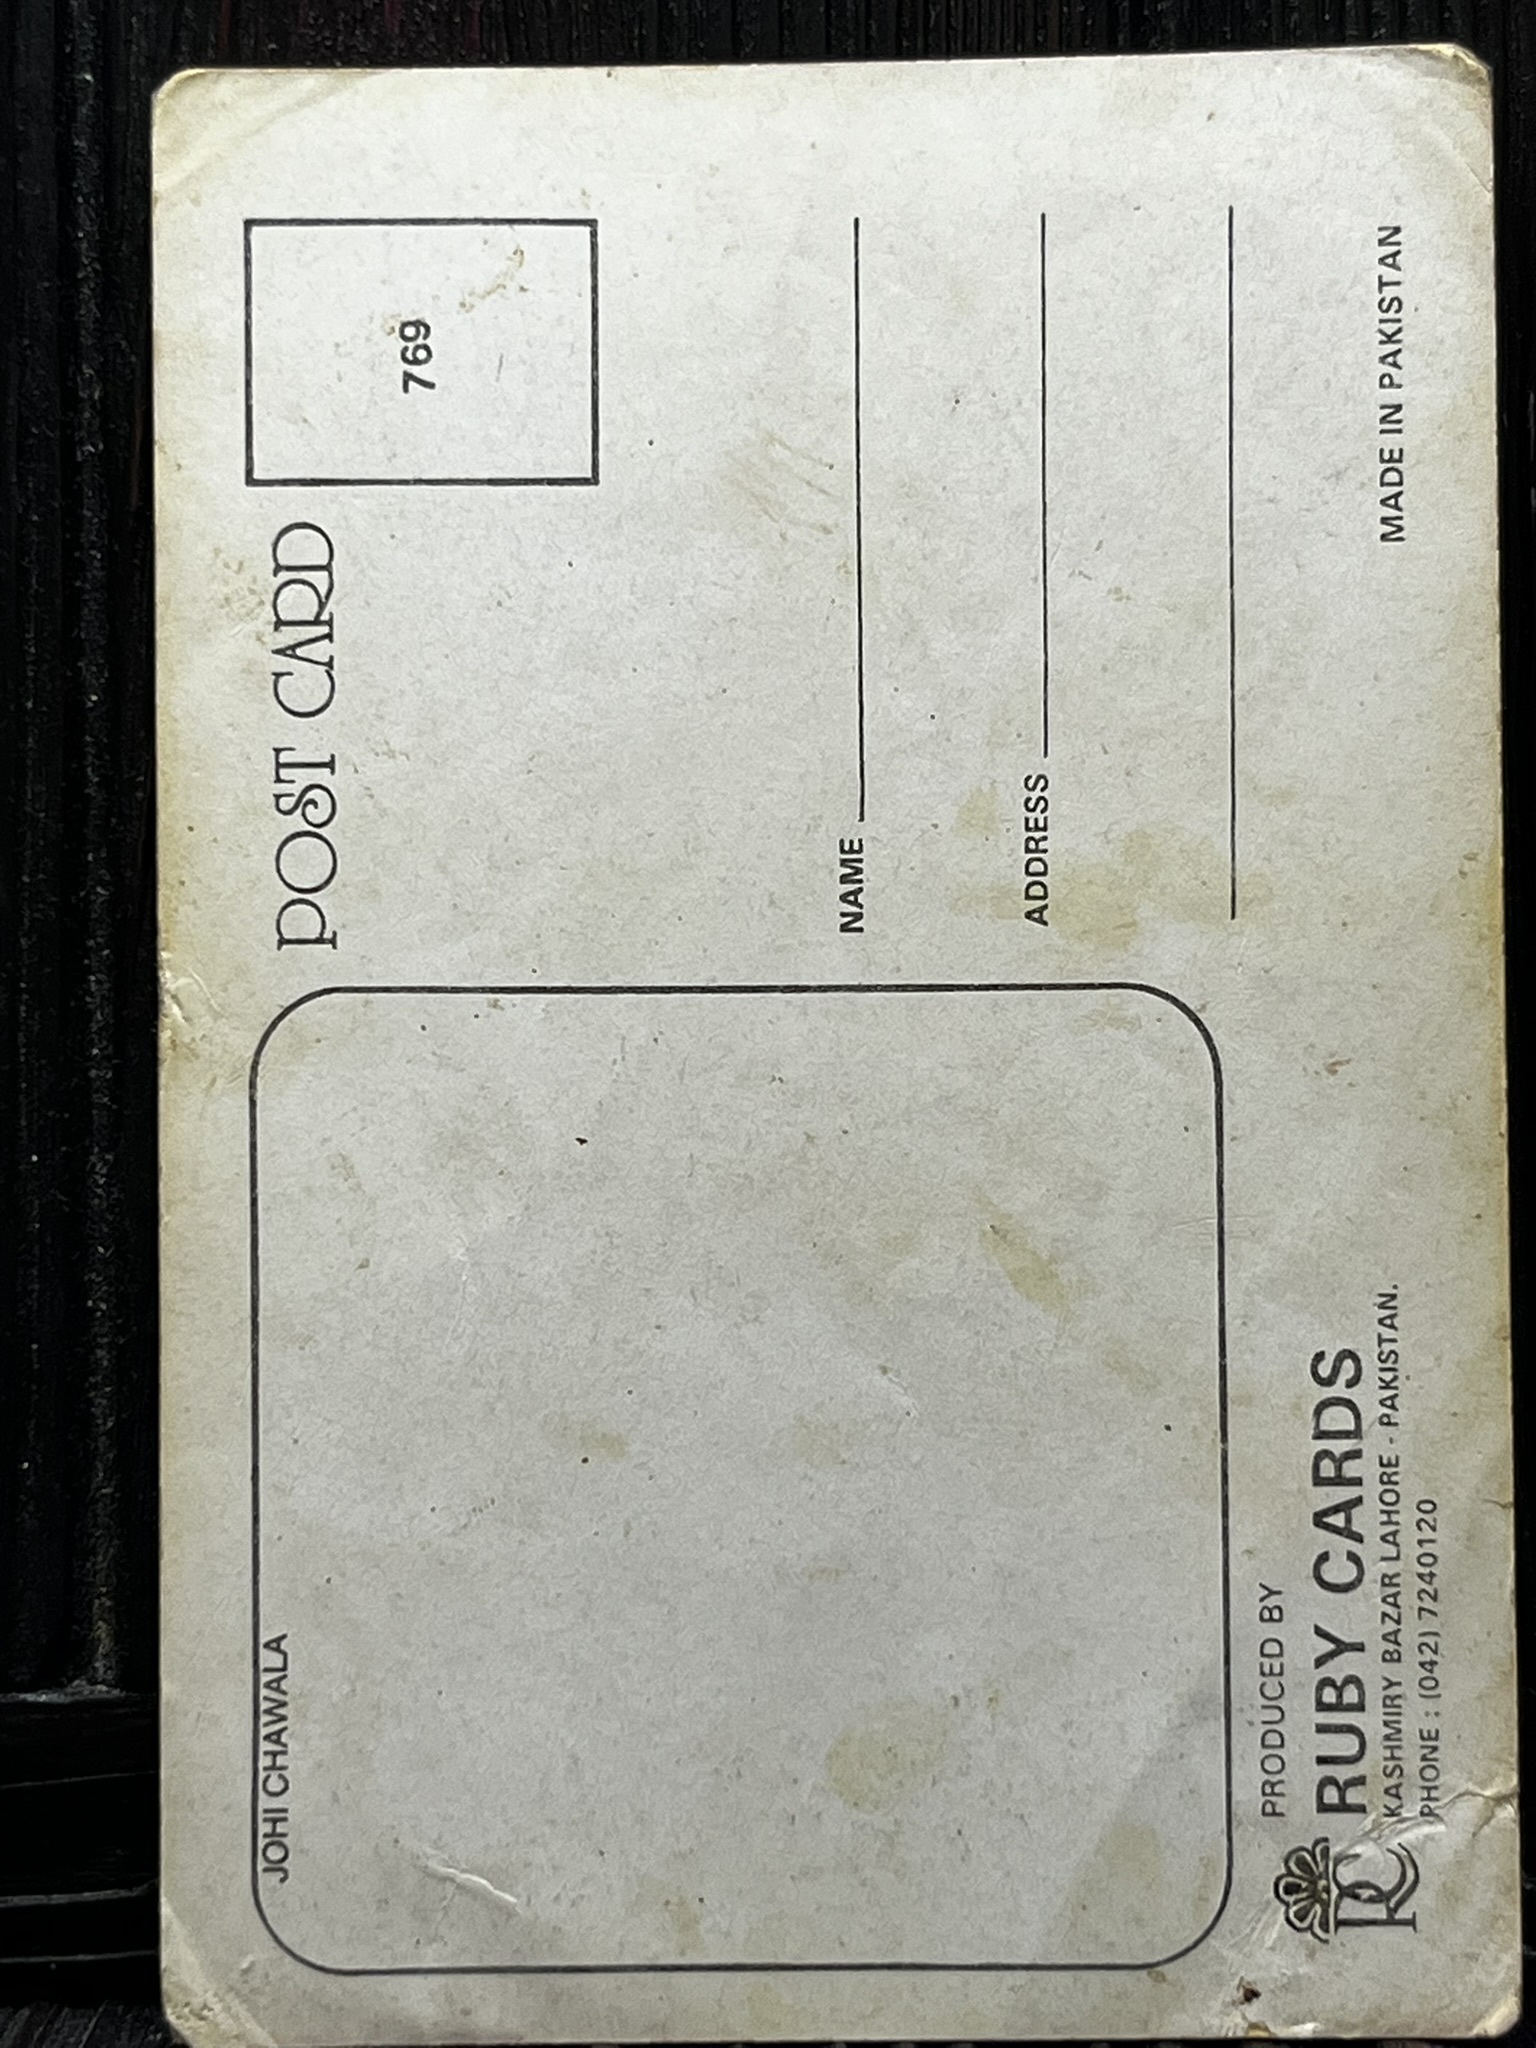 JOHI CHAWALA
POST CARD
769
NAME
ADDRESS
PRODUCED BY
RC
RUBY CARDS
KASHMIRY BAZAR LAHORE - PAKISTAN.
PHONE : (042) 7240120
MADE IN PAKISTAN